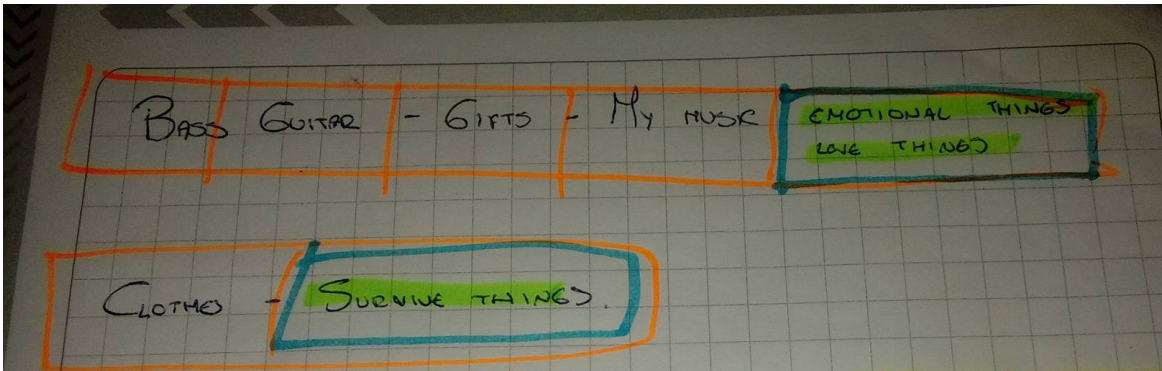 BASS GUITAR - GIFTS - MY MUSIC EMOTIONAL THINGS
LOVE THINGS
CLOTHES - SURVIVE THINGS.